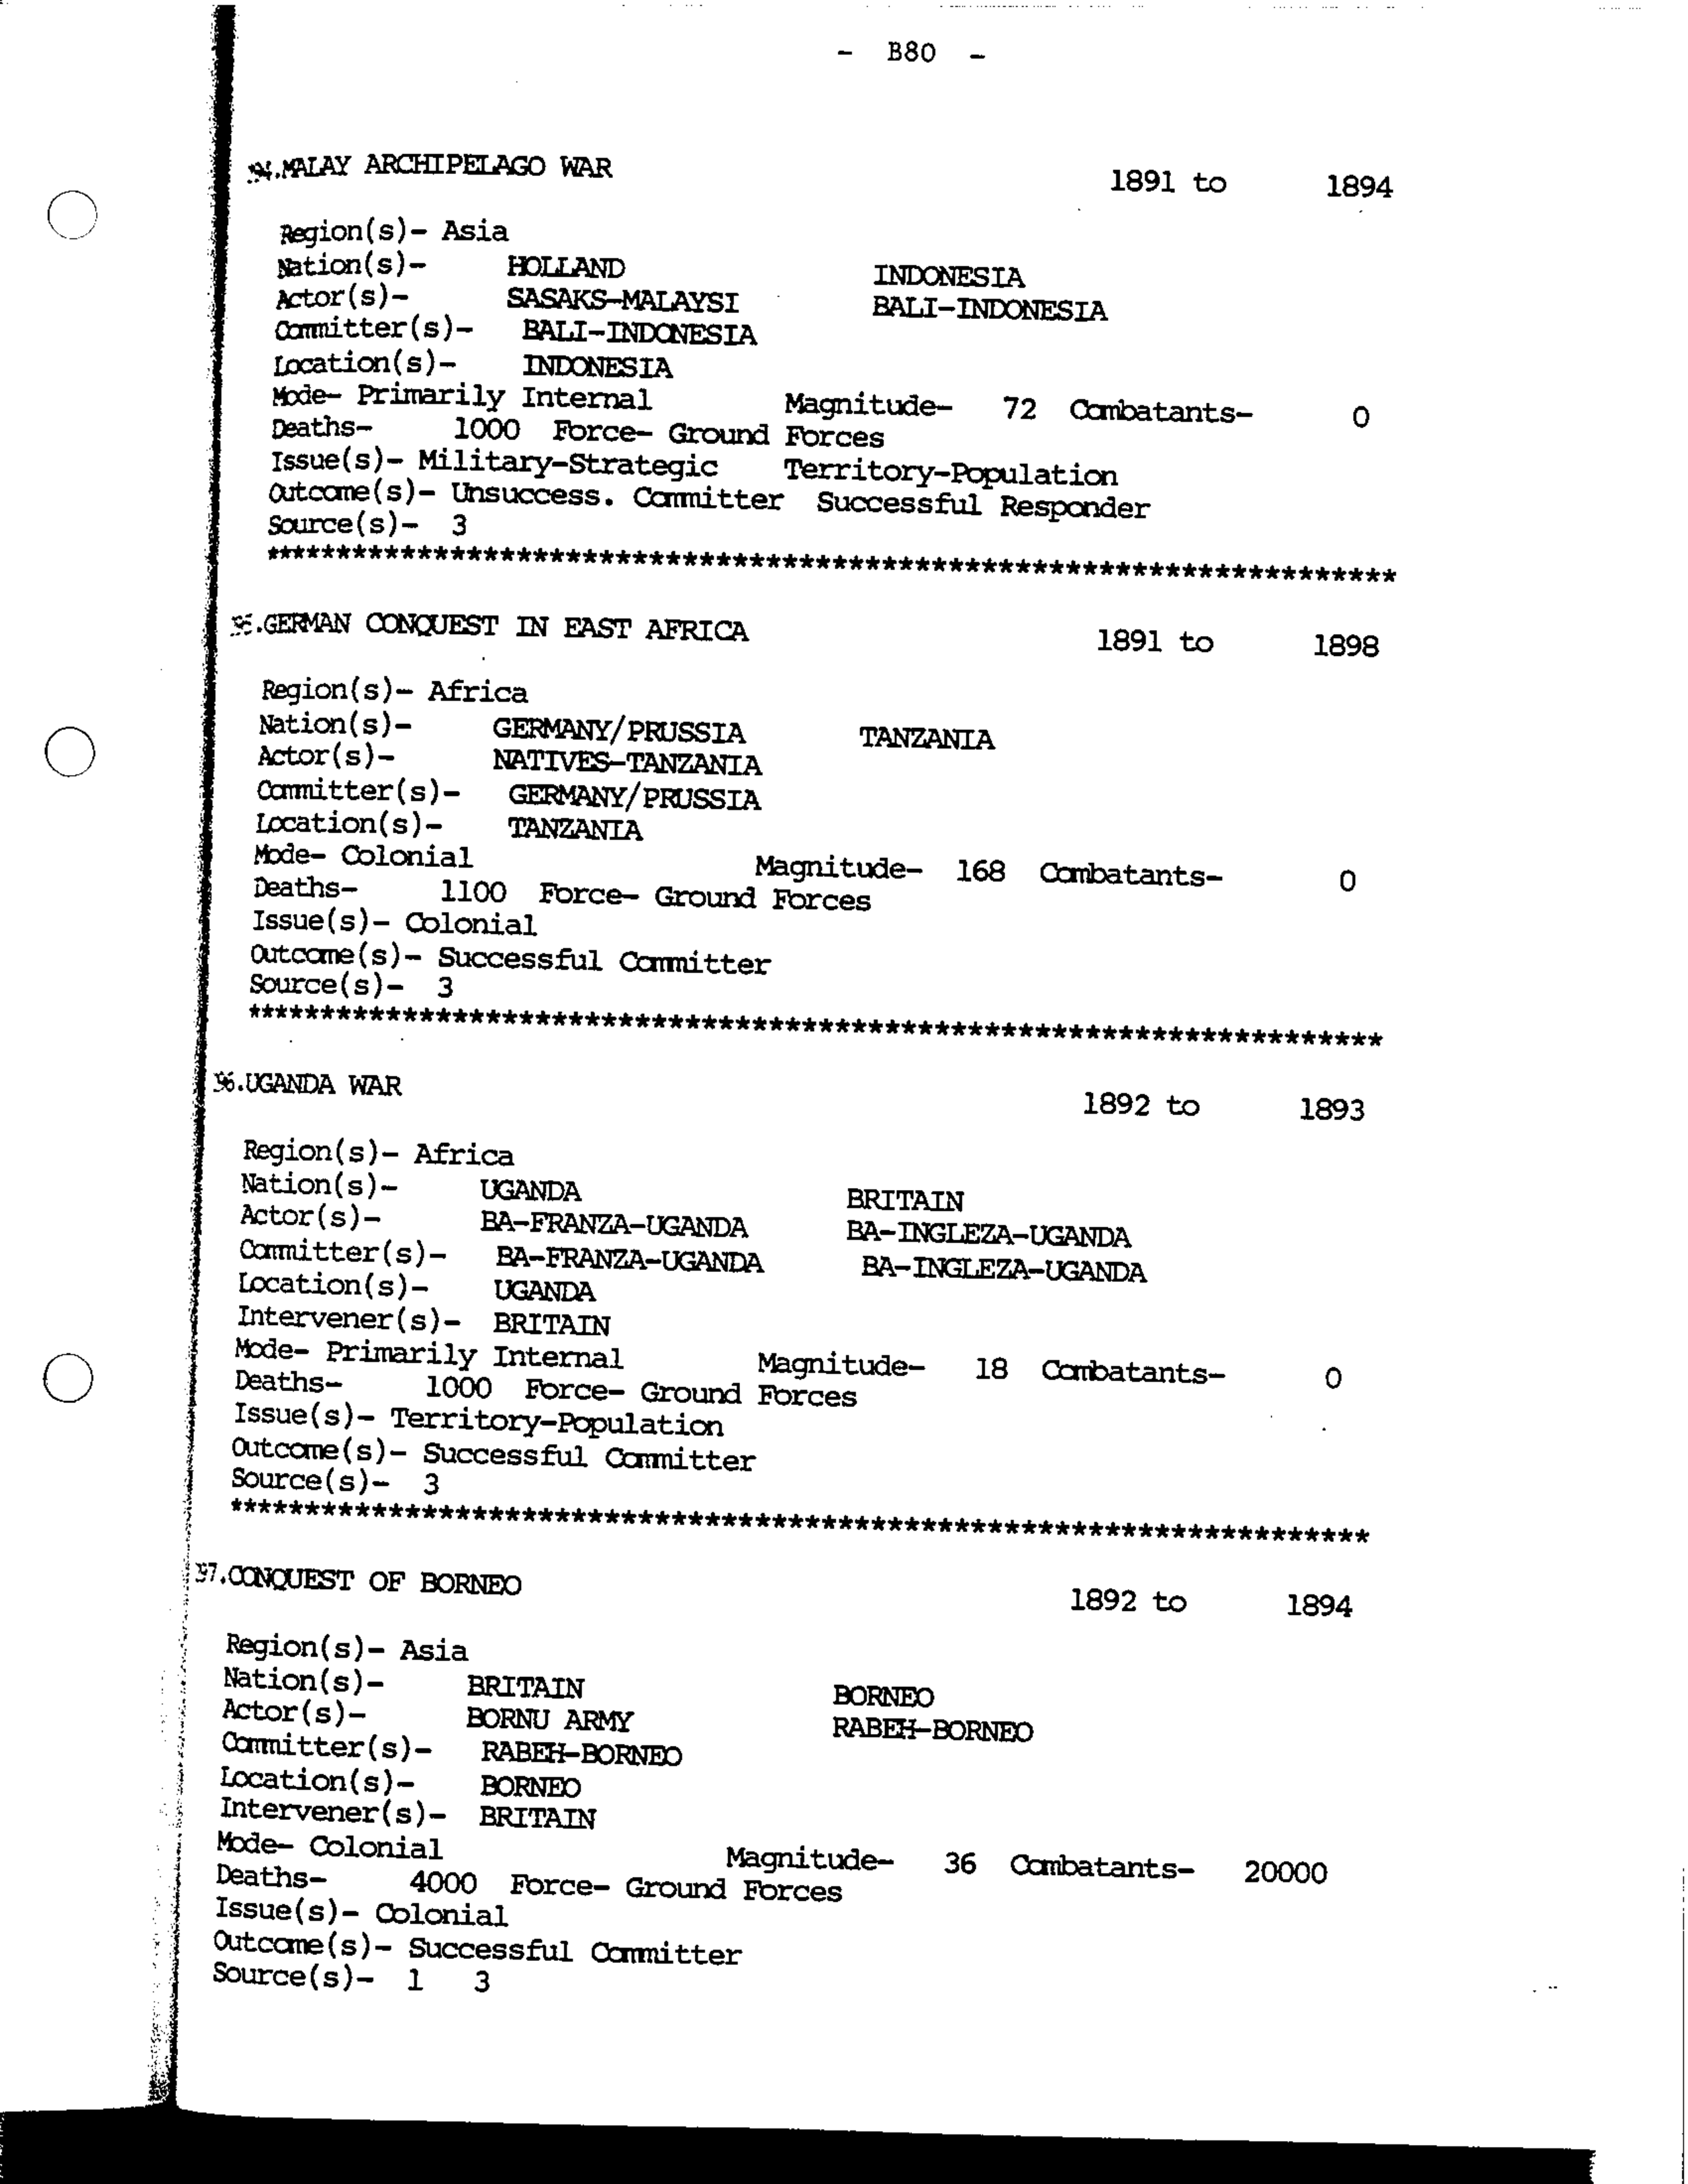 - B80 -
94.MALAY ARCHIPELAGO WAR 1891 to 1894
Region(s)- Asia
Nation(s)- HOLLAND INDONESIA
Actor(s)- SASAKS-MALAYSI BALI-INDONESIA
Committer(s)- BALI-INDONESIA
Location(s)- INDONESIA
Mode- Primarily Internal Magnitude- 72 Combatants- 0
Deaths- 1000 Force- Ground Forces
Issue(s)- Military-Strategic Territory-Population
Outcome(s)- Unsuccess. Committer Successful Responder
Source(s)- 3
**********************************************************************
95.GERMAN CONQUEST IN EAST AFRICA 1891 to 1898
Region(s)- Africa
Nation(s)- GERMANY/PRUSSIA TANZANIA
Actor(s)- NATIVES-TANZANIA
Committer(s)- GERMANY/PRUSSIA
Location(s)- TANZANIA
Mode- Colonial Magnitude- 168 Combatants- 0
Deaths- 1100 Force- Ground Forces
Issue(s)- Colonial
Outcome(s)- Successful Committer
Source(s)- 3
**********************************************************************
96.UGANDA WAR 1892 to 1893
Region(s)- Africa
Nation(s)- UGANDA BRITAIN
Actor(s)- BA-FRANZA-UGANDA BA-INGLEZA-UGANDA
Committer(s)- BA-FRANZA-UGANDA BA-INGLEZA-UGANDA
Location(s)- UGANDA
Intervener(s)- BRITAIN
Mode- Primarily Internal Magnitude- 18 Combatants- 0
Deaths- 1000 Force- Ground Forces
Issue(s)- Territory-Population
Outcome(s)- Successful Committer
Source(s)- 3
**********************************************************************
97.CONQUEST OF BORNEO 1892 to 1894
Region(s)- Asia
Nation(s)- BRITAIN BORNEO
Actor(s)- BORNU ARMY RABEH-BORNEO
Committer(s)- RABEH-BORNEO
Location(s)- BORNEO
Intervener(s)- BRITAIN
Mode- Colonial Magnitude- 36 Combatants- 20000
Deaths- 4000 Force- Ground Forces
Issue(s)- Colonial
Outcome(s)- Successful Committer
Source(s)- 1 3